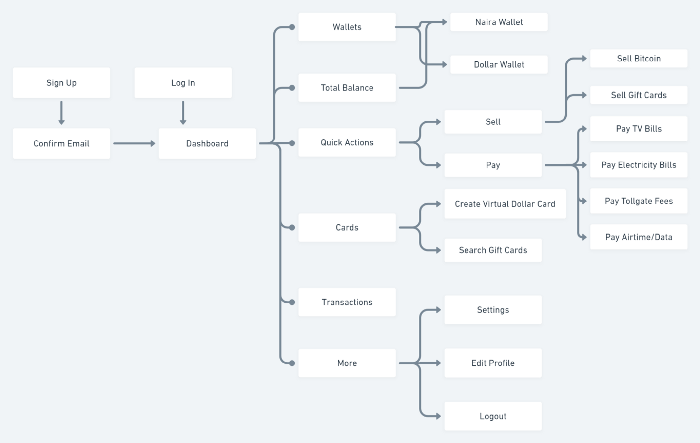 Sign Up
Log In
Confirm Email
Dashboard
Wallets
Total Balance
Quick Actions
Cards
Transactions
More
Naira Wallet
Dollar Wallet
Sell
Pay
Create Virtual Dollar Card
Search Gift Cards
Settings
Edit Profile
Logout
Sell Bitcoin
Sell Gift Cards
Pay TV Bills
Pay Electricity Bills
Pay Tollgate Fees
Pay Airtime/Data